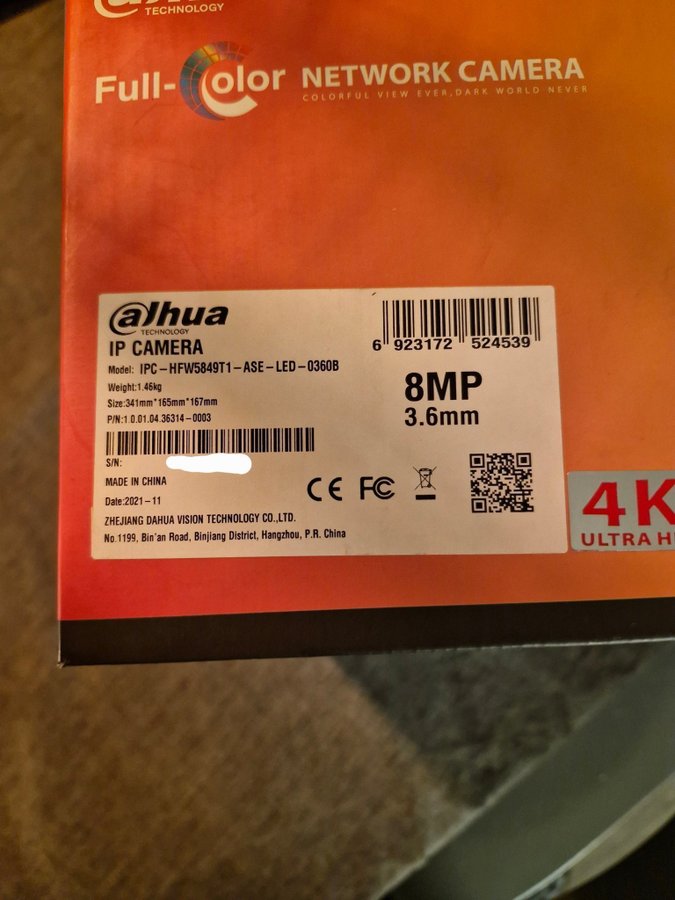 TECHNOLOGY
Full-Color NETWORK CAMERA
COLORFUL VIEW EVER, DARK WORLD NEVER
alhua
TECHNOLOGY
IP CAMERA
Model: IPC-HFW5849T1-ASE-LED-0360B
Weight:1.46kg
Size:341mm*165mm*167mm
P/N:1.0.01.04.36314-0003
S/N:
MADE IN CHINA
Date:2021-11
ZHEJIANG DAHUA VISION TECHNOLOGY CO.,LTD.
No.1199, Bin'an Road, Binjiang District, Hangzhou, P.R. China
6 923172 524539
8MP
3.6mm
CE FC
4K
ULTRA H